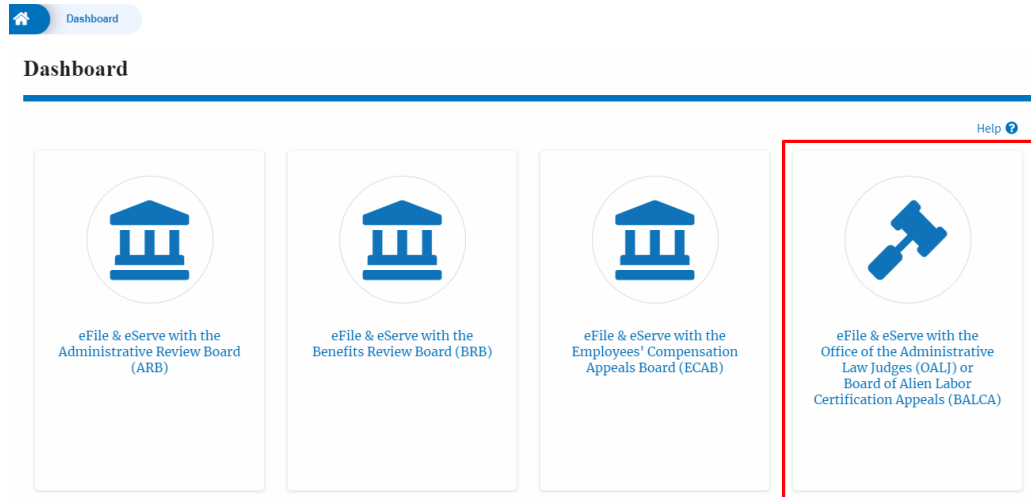 Dashboard
Dashboard
Help
eFile & eServe with the
Administrative Review Board
(ARB)
eFile & eServe with the
Benefits Review Board (BRB)
eFile & eServe with the
Employees' Compensation
Appeals Board (ECAB)
eFile & eServe with the
Office of the Administrative
Law Judges (OALJ) or
Board of Alien Labor
Certification Appeals (BALCA)